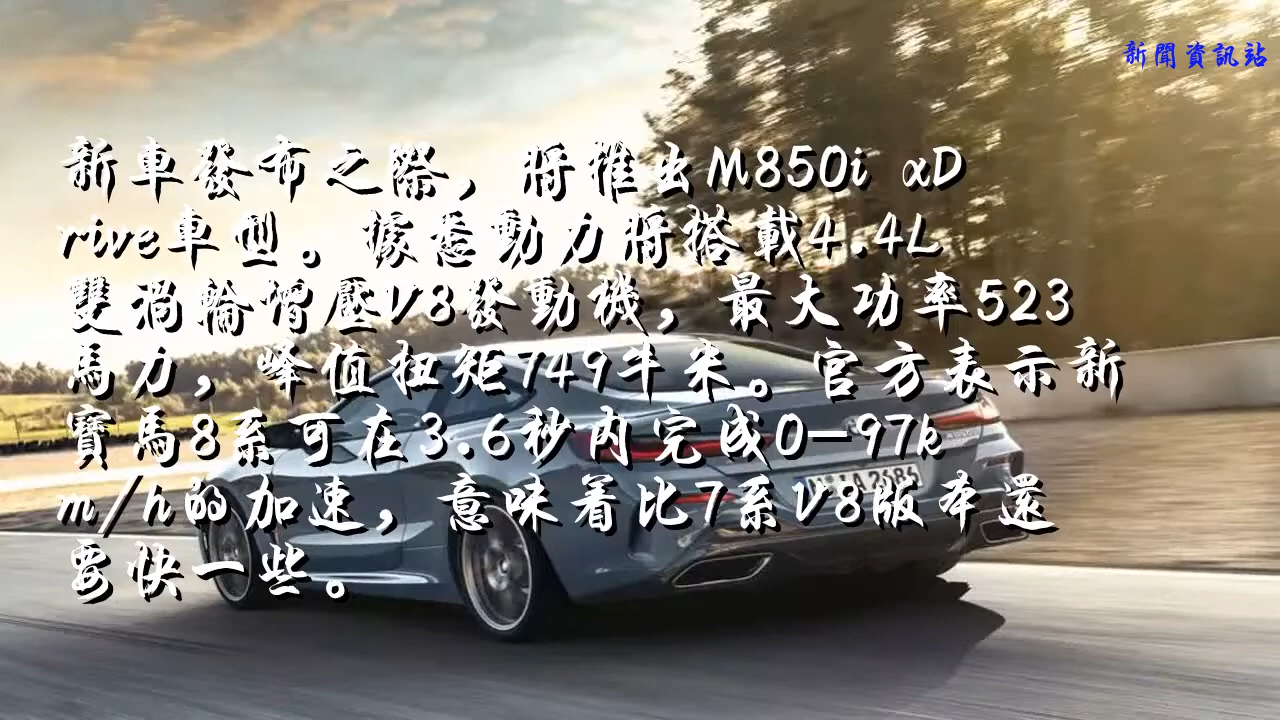 新聞資訊站
新車發布之際，將推出M850i xD
rive車型。據悉動力將搭載4.4L
雙渦輪增壓V8發動機，最大功率523
馬力，峰值扭矩749牛米。官方表示新
寶馬8系可在3.6秒內完成0-97k
m/h的加速，意味着比7系V8版本還
要快一些。